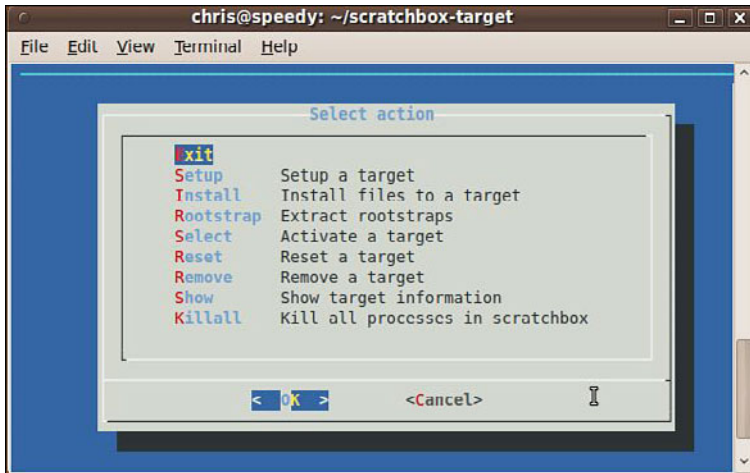 chris@speedy: ~/scratchbox-target
File Edit View Terminal Help
Select action
Exit
Setup Setup a target
Install Install files to a target
Rootstrap Extract rootstraps
Select Activate a target
Reset Reset a target
Remove Remove a target
Show Show target information
Killall Kill all processes in scratchbox
< OK > <Cancel>